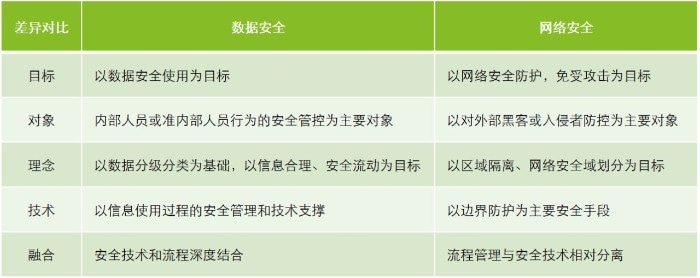 差异对比 数据安全 网络安全
目标 以数据安全使用为目标 以网络安全防护，免受攻击为目标
对象 内部人员或准内部人员行为的安全管控为主要对象 以对外部黑客或入侵者防控为主要对象
理念 以数据分级分类为基础，以信息合理、安全流动为目标 以区域隔离、网络安全域划分为目标
技术 以信息使用过程的安全管理和技术支撑 以边界防护为主要安全手段
融合 安全技术和流程深度结合 流程管理与安全技术相对分离